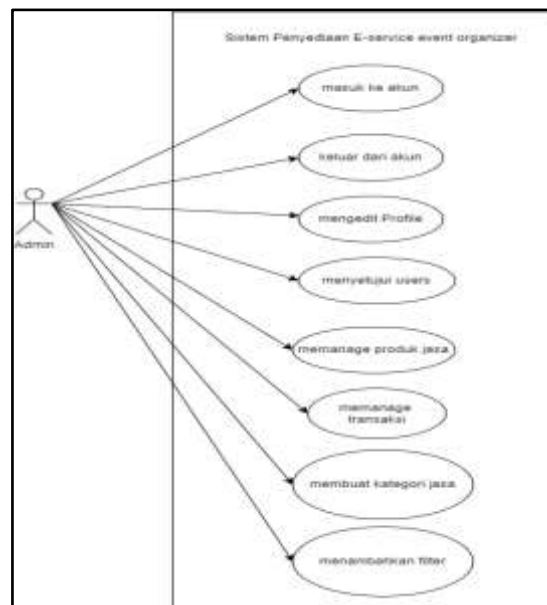 Sistem Penyediaan E-service event organizer
masuk ke akun
keluar dari akun
mengedit Profile
menyetujui users
memanage produk jasa
memanage
transaksi
membuat kategori jasa
menambahkan filter
Admin